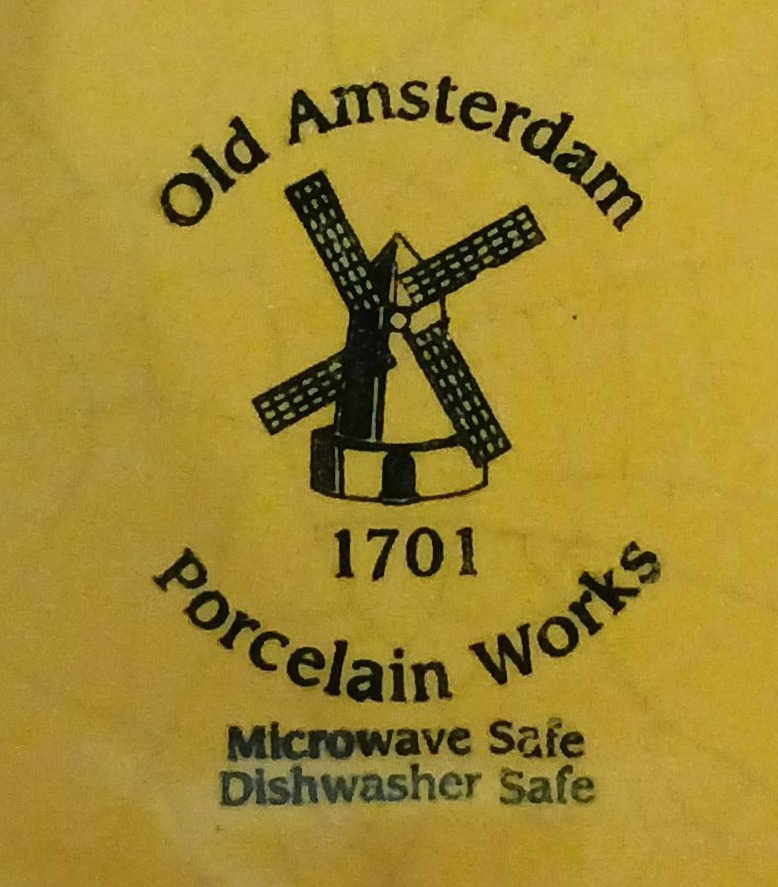 Old Amsterdam
1701
Porcelain Works
Microwave Safe
Dishwasher Safe